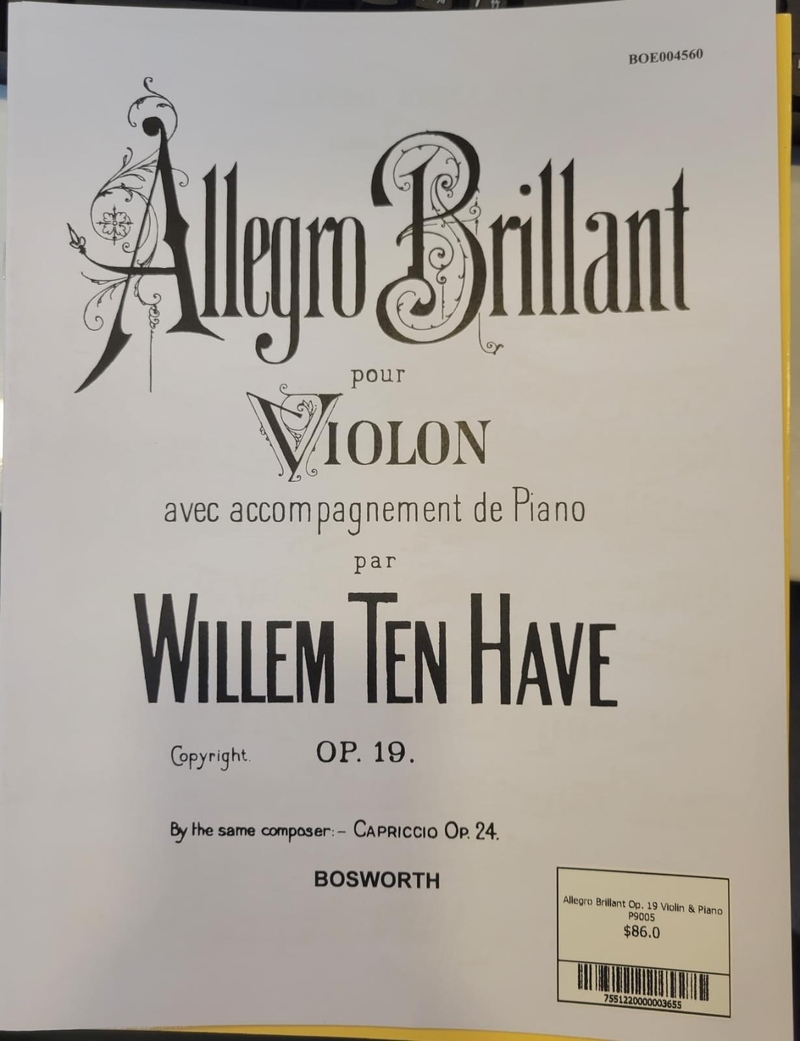 BOE004560
Allegro Brillant
pour
VIOLON
avec accompagnement de Piano
par
WILLEM TEN HAVE
Copyright. OP. 19.
By the same composer:- CAPRICCIO OP. 24.
BOSWORTH
Allegro Brillant Op. 19 Violin & Piano
P9005
$86.0
7551220000003655